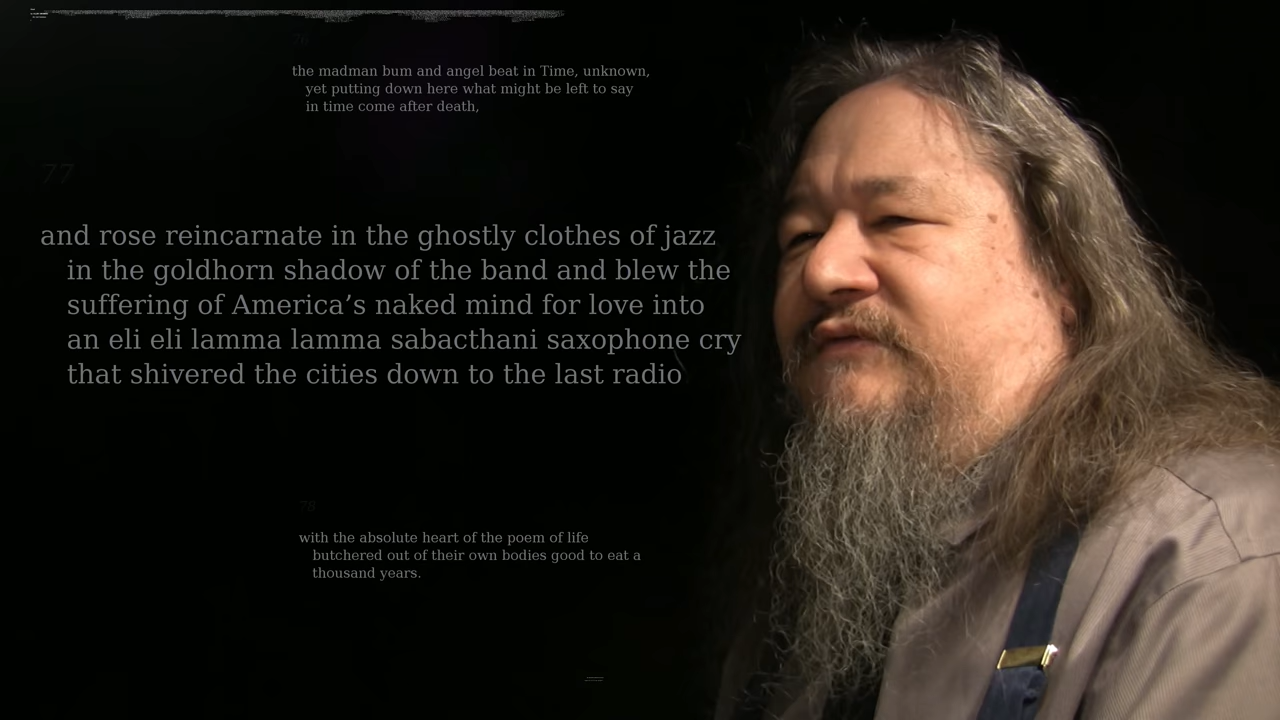 76
the madman bum and angel beat in Time, unknown,
yet putting down here what might be left to say
in time come after death,
77
and rose reincarnate in the ghostly clothes of jazz
in the goldhorn shadow of the band and blew the
suffering of America’s naked mind for love into
an eli eli lamma lamma sabacthani saxophone cry
that shivered the cities down to the last radio
78
with the absolute heart of the poem of life
butchered out of their own bodies good to eat a
thousand years.